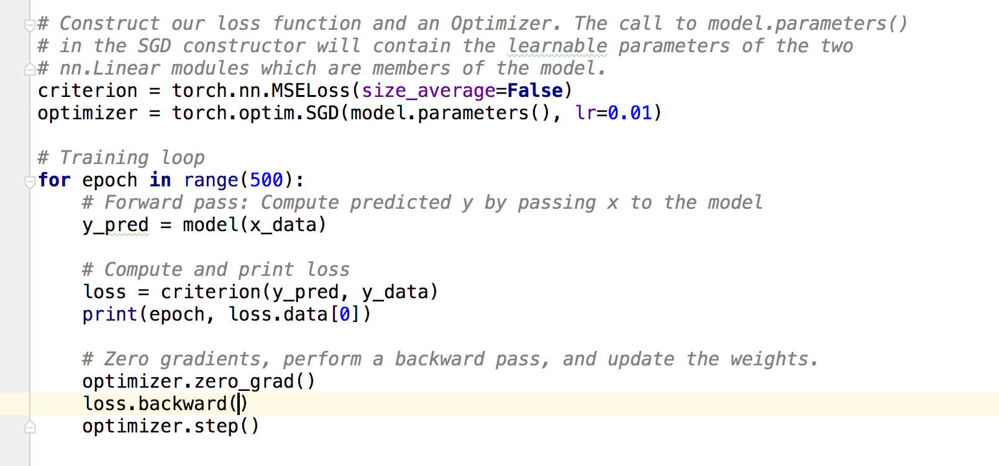 # Construct our loss function and an Optimizer. The call to model.parameters()
# in the SGD constructor will contain the learnable parameters of the two
# nn.Linear modules which are members of the model.
criterion = torch.nn.MSELoss(size_average=False)
optimizer = torch.optim.SGD(model.parameters(), lr=0.01)

# Training loop
for epoch in range(500):
    # Forward pass: Compute predicted y by passing x to the model
    y_pred = model(x_data)

    # Compute and print loss
    loss = criterion(y_pred, y_data)
    print(epoch, loss.data[0])

    # Zero gradients, perform a backward pass, and update the weights.
    optimizer.zero_grad()
    loss.backward()
    optimizer.step()